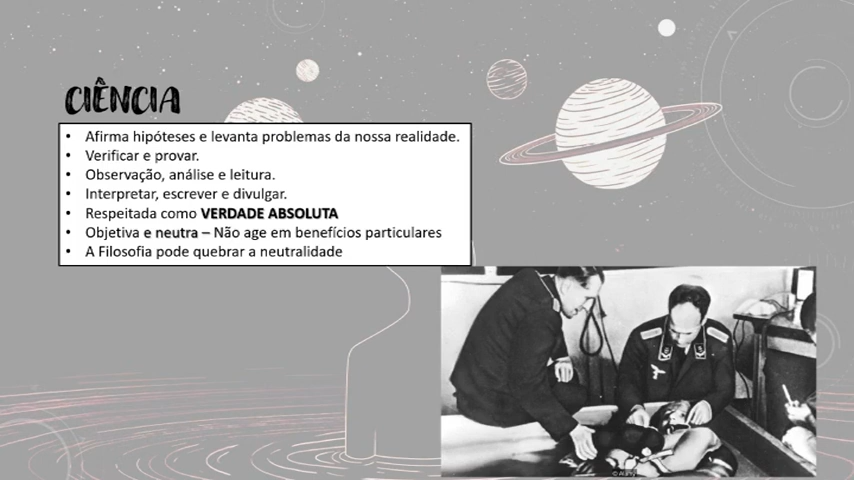 CIÊNCIA
• Afirma hipóteses e levanta problemas da nossa realidade.
• Verificar e provar.
• Observação, análise e leitura.
• Interpretar, escrever e divulgar.
• Respeitada como VERDADE ABSOLUTA
• Objetiva e neutra – Não age em benefícios particulares
• A Filosofia pode quebrar a neutralidade